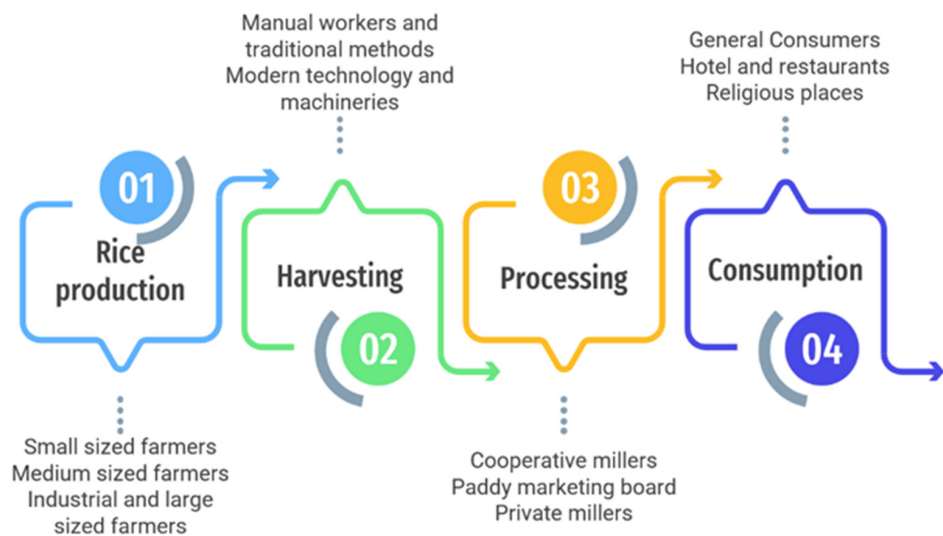 01
Rice
production
Small sized farmers
Medium sized farmers
Industrial and large
sized farmers
Manual workers and
traditional methods
Modern technology and
machineries
Harvesting
02
03
Processing
Cooperative millers
Paddy marketing board
Private millers
General Consumers
Hotel and restaurants
Religious places
Consumption
04